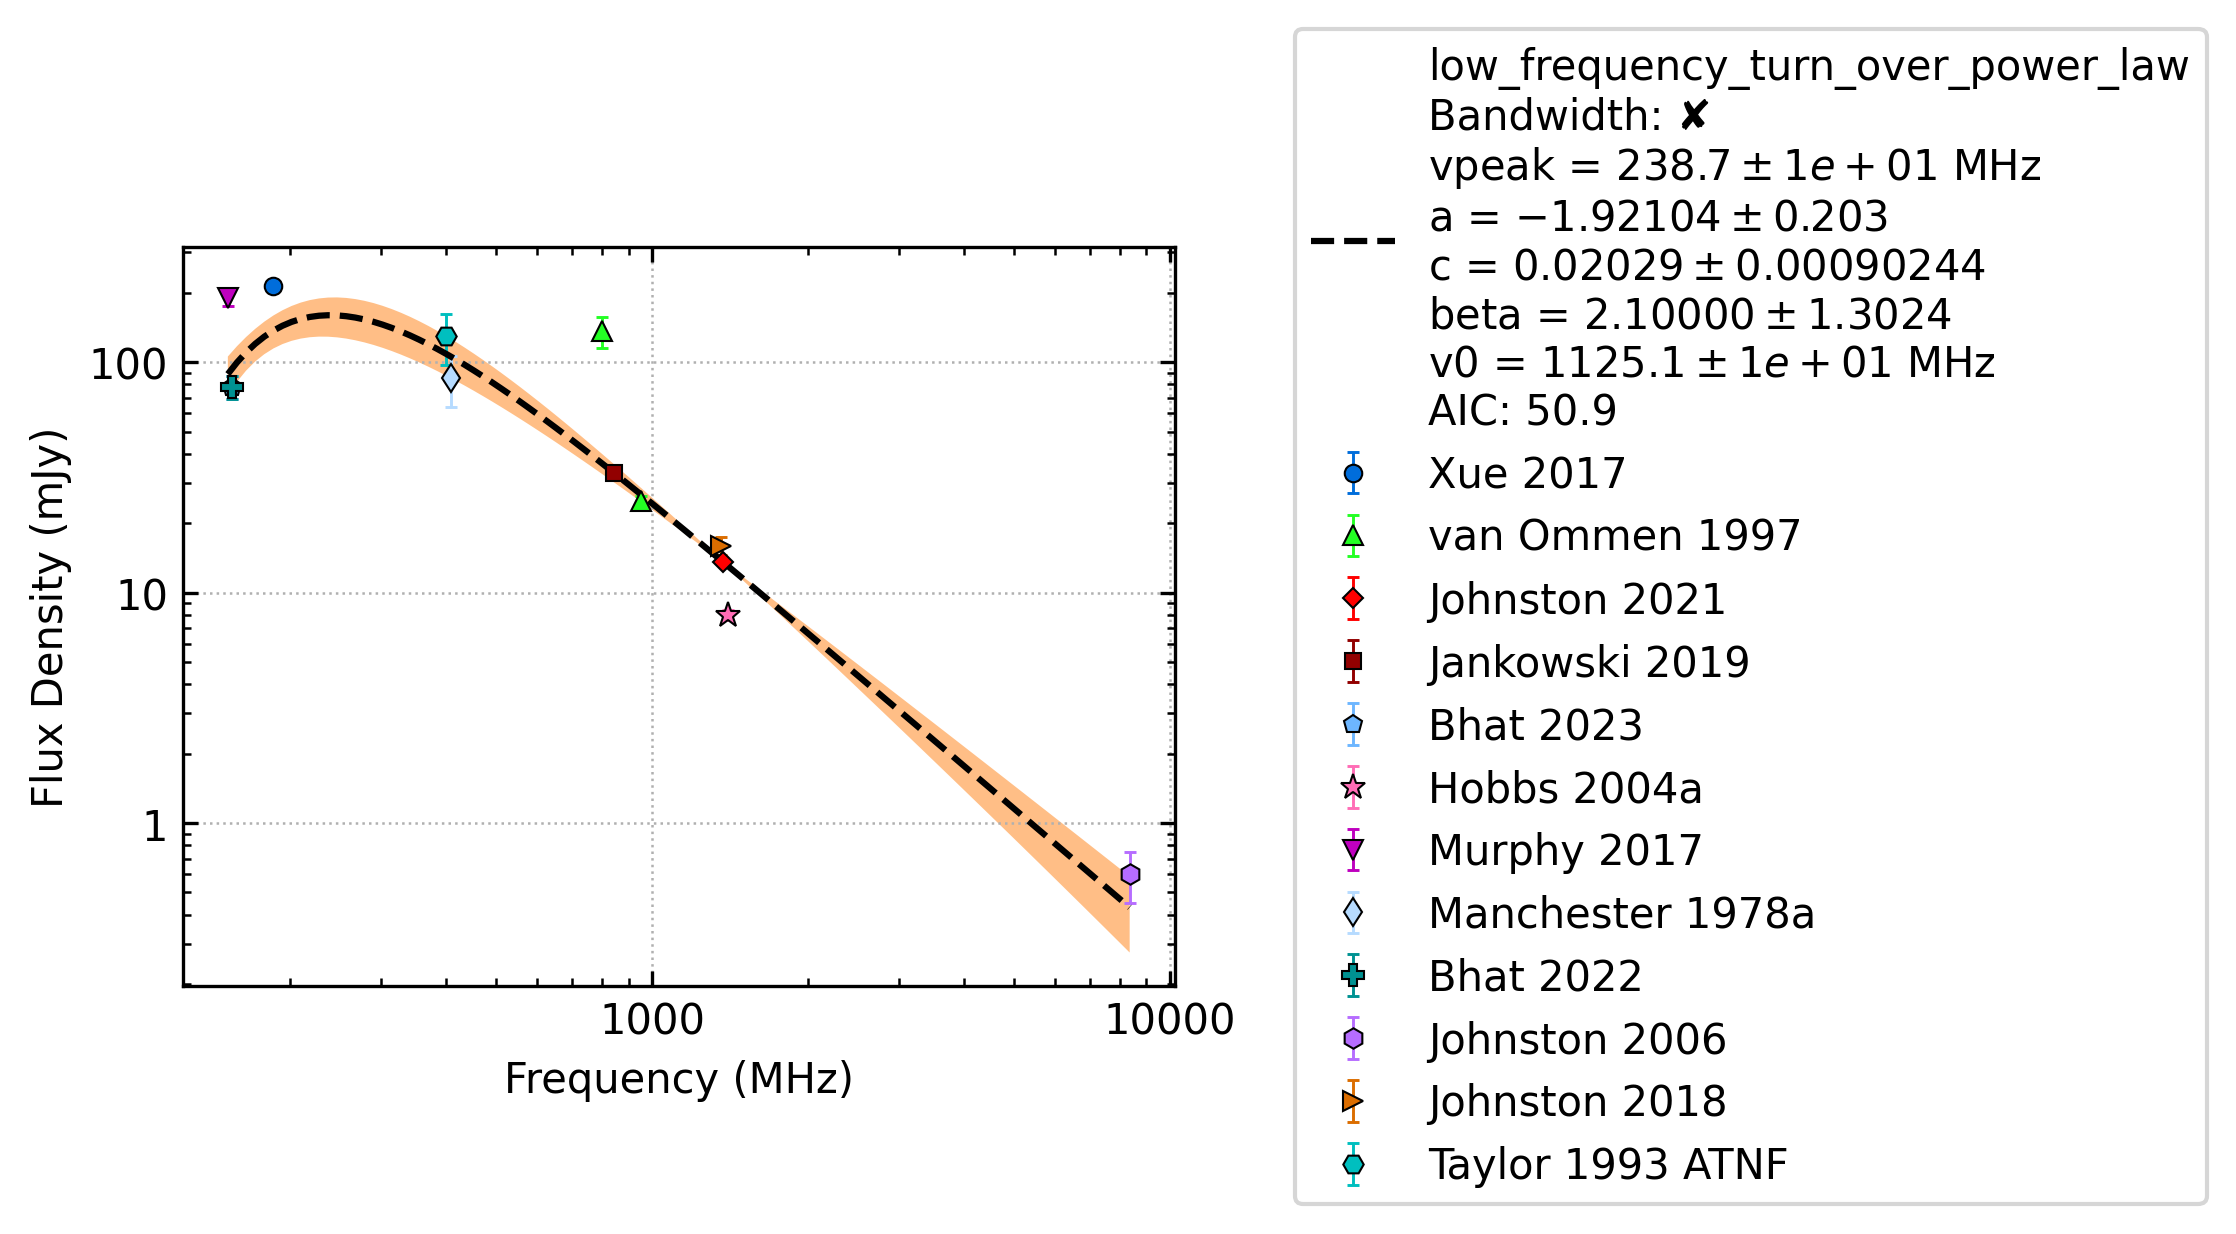 low_frequency_turn_over_power_law
Bandwidth: ✘
vpeak = 238.7 ± 1e + 01 MHz
a = −1.92104 ± 0.203
c = 0.02029 ± 0.00090244
beta = 2.10000 ± 1.3024
v0 = 1125.1 ± 1e + 01 MHz
AIC: 50.9
Xue 2017
van Ommen 1997
Johnston 2021
Jankowski 2019
Bhat 2023
Hobbs 2004a
Murphy 2017
Manchester 1978a
Bhat 2022
Johnston 2006
Johnston 2018
Taylor 1993 ATNF
Flux Density (mJy)
100
10
1
1000
10000
Frequency (MHz)